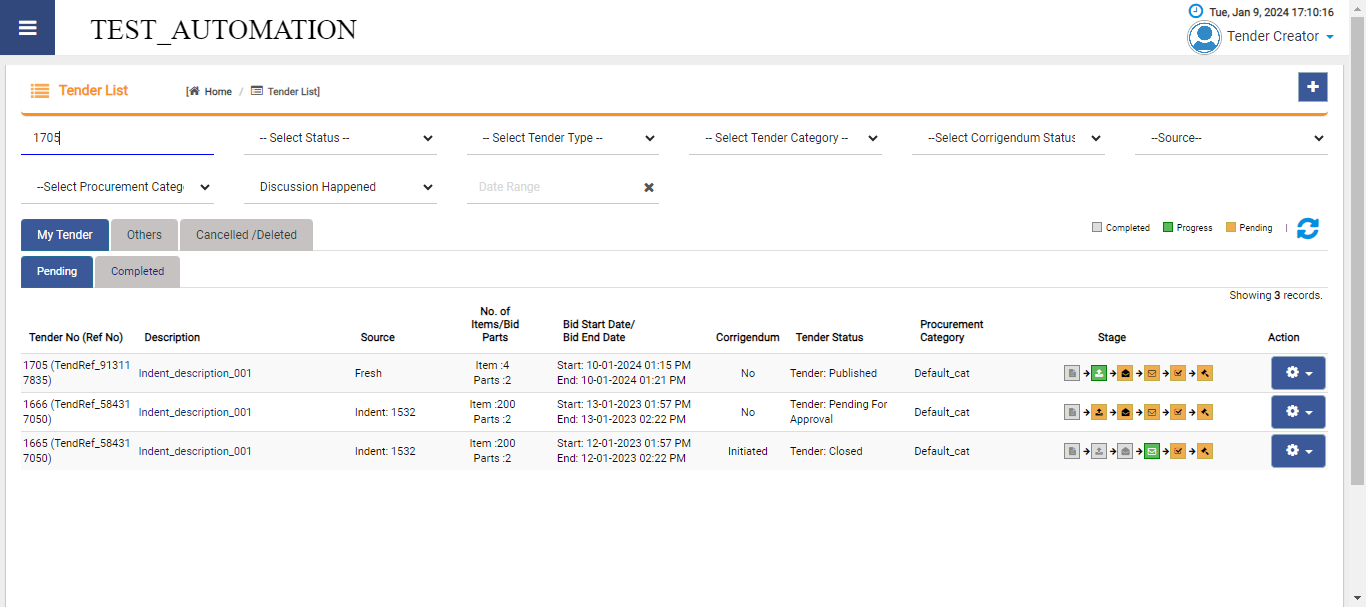 TEST_AUTOMATION
Tue, Jan 9, 2024 17:10:16
Tender Creator
Tender List
[ Home / Tender List]
1705
-- Select Status --
-- Select Tender Type --
-- Select Tender Category --
--Select Corrigendum Status
--Source--
--Select Procurement Categ
Discussion Happened
Date Range
My Tender
Others
Cancelled /Deleted
Completed
Progress
Pending
|
Pending
Completed
Showing 3 records.
Tender No (Ref No)
Description
Source
No. of
Items/Bid
Parts
Bid Start Date/
Bid End Date
Corrigendum
Tender Status
Procurement
Category
Stage
Action
1705 (TendRef_91311
7835)
Indent_description_001
Fresh
Item :4
Parts :2
Start: 10-01-2024 01:15 PM
End: 10-01-2024 01:21 PM
No
Tender: Published
Default_cat
1666 (TendRef_58431
7050)
Indent_description_001
Indent: 1532
Item :200
Parts :2
Start: 13-01-2023 01:57 PM
End: 13-01-2023 02:22 PM
No
Tender: Pending For
Approval
Default_cat
1665 (TendRef_58431
7050)
Indent_description_001
Indent: 1532
Item :200
Parts :2
Start: 12-01-2023 01:57 PM
End: 12-01-2023 02:22 PM
Initiated
Tender: Closed
Default_cat